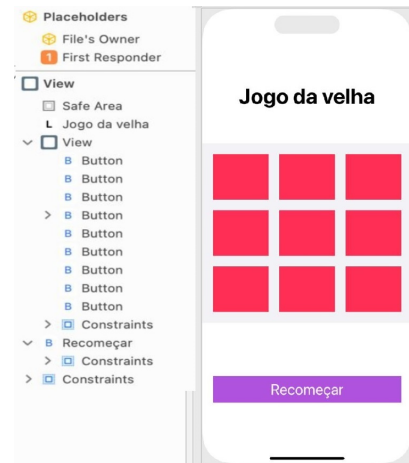 Placeholders
File's Owner
1 First Responder
View
Safe Area
L Jogo da velha
View
B Button
B Button
B Button
B Button
B Button
B Button
B Button
B Button
B Button
Constraints
B Recomeçar
Constraints
Constraints
Jogo da velha
Recomeçar